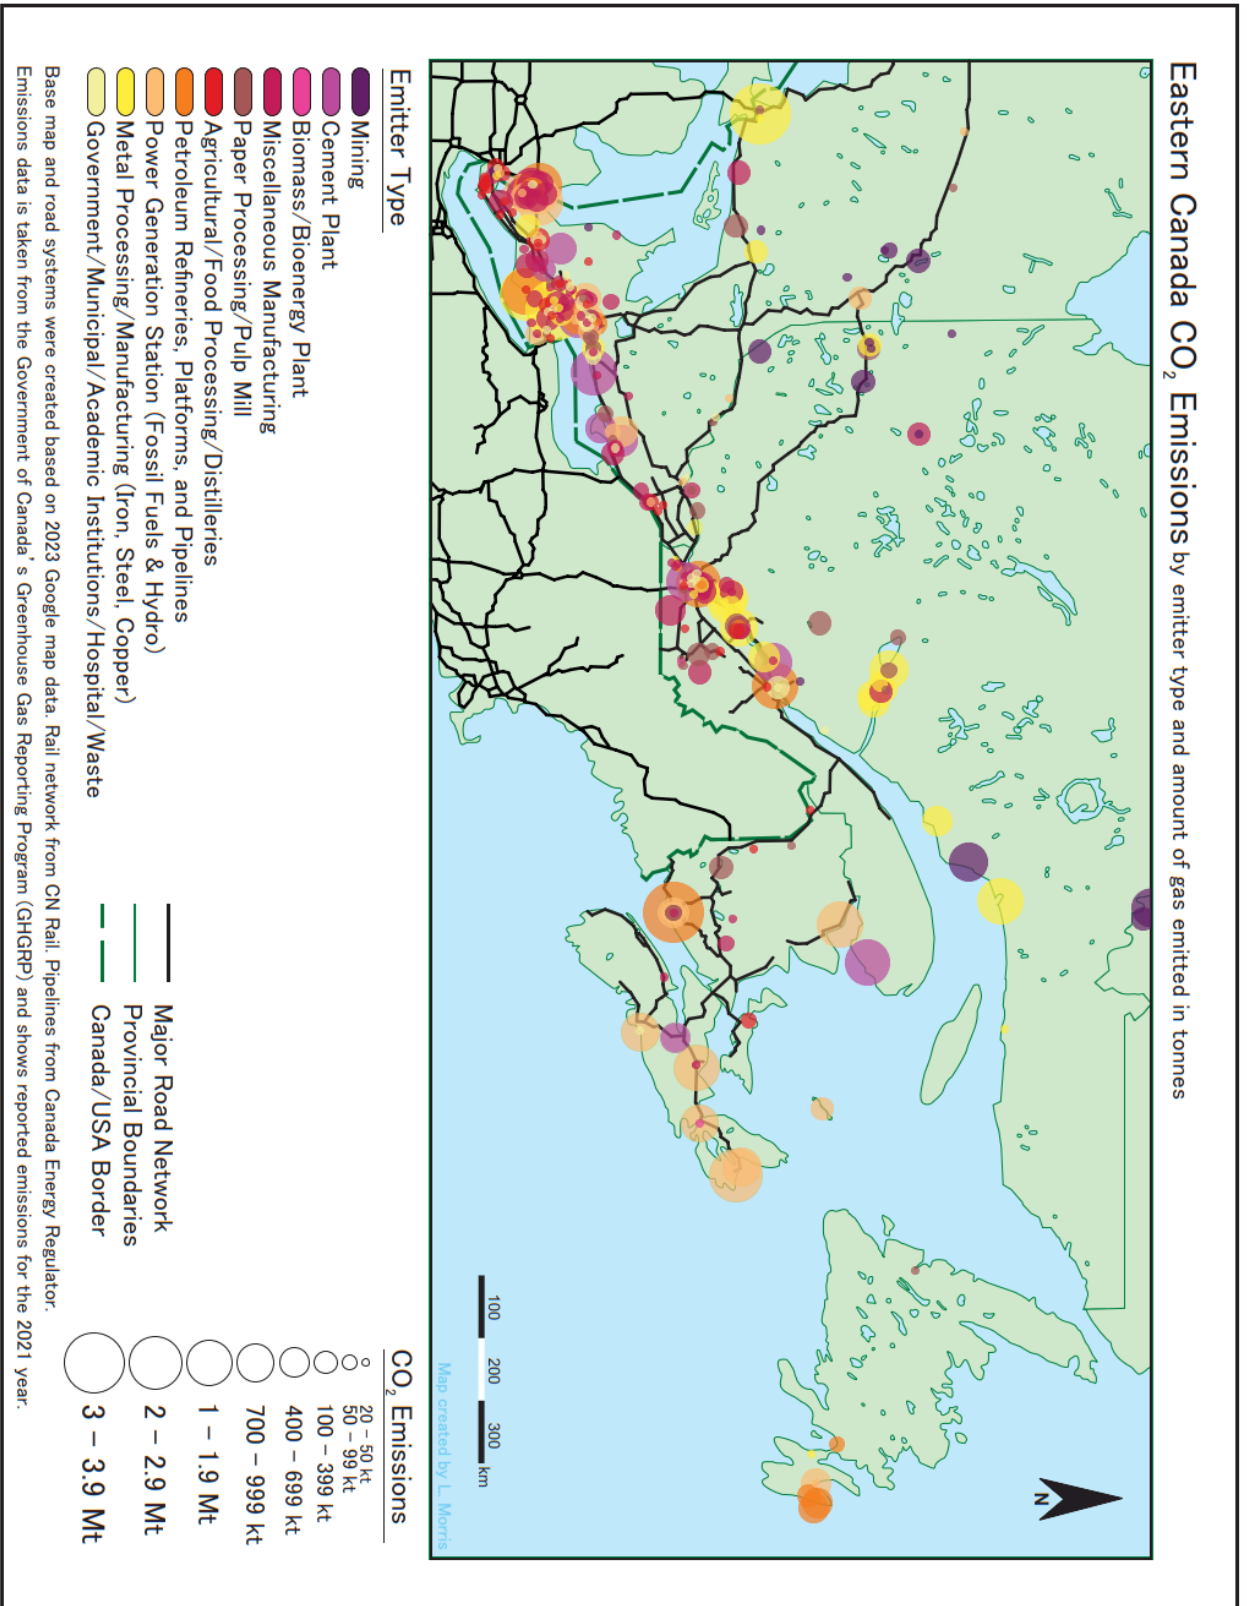 Eastern Canada CO₂ Emissions by emitter type and amount of gas emitted in tonnes
N
100 200 300 km
Map created by L. Morris
Emitter Type
Mining
Cement Plant
Biomass/Bioenergy Plant
Miscellaneous Manufacturing
Paper Processing/Pulp Mill
Agricultural/Food Processing/Distilleries
Petroleum Refineries, Platforms, and Pipelines
Power Generation Station (Fossil Fuels & Hydro)
Metal Processing/Manufacturing (Iron, Steel, Copper)
Government/Municipal/Academic Institutions/Hospital/Waste
Major Road Network
Provincial Boundaries
Canada/USA Border
CO₂ Emissions
20 – 50 kt
50 – 99 kt
100 – 399 kt
400 – 699 kt
700 – 999 kt
1 – 1.9 Mt
2 – 2.9 Mt
3 – 3.9 Mt
Base map and road systems were created based on 2023 Google map data. Rail network from CN Rail. Pipelines from Canada Energy Regulator.
Emissions data is taken from the Government of Canada's Greenhouse Gas Reporting Program (GHGRP) and shows reported emissions for the 2021 year.